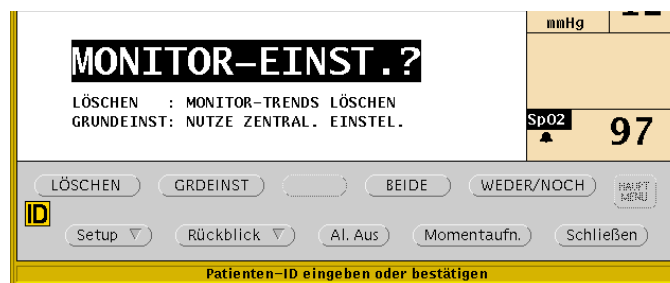 mmHg
MONITOR-EINST.?
LÖSCHEN : MONITOR-TRENDS LÖSCHEN
GRUNDEINST: NUTZE ZENTRAL. EINSTEL.
SpO2
97
LÖSCHEN GRDEINST BEIDE WEDER/NOCH HAUPT MENU
ID
Setup Rückblick Al. Aus Momentaufn. Schließen
Patienten-ID eingeben oder bestätigen